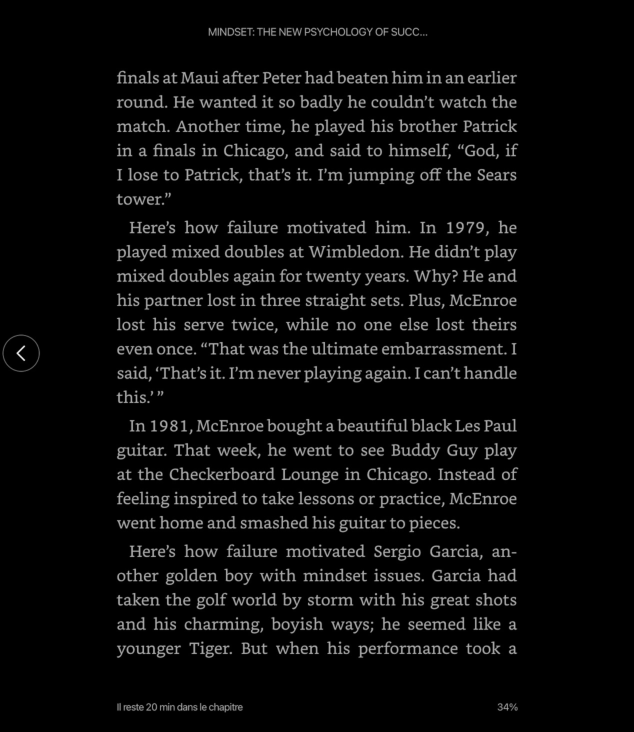 MINDSET: THE NEW PSYCHOLOGY OF SUCC...
finals at Maui after Peter had beaten him in an earlier
round. He wanted it so badly he couldn’t watch the
match. Another time, he played his brother Patrick
in a finals in Chicago, and said to himself, “God, if
I lose to Patrick, that’s it. I’m jumping off the Sears
tower.”
Here’s how failure motivated him. In 1979, he
played mixed doubles at Wimbledon. He didn’t play
mixed doubles again for twenty years. Why? He and
his partner lost in three straight sets. Plus, McEnroe
lost his serve twice, while no one else lost theirs
even once. “That was the ultimate embarrassment. I
said, ‘That’s it. I’m never playing again. I can’t handle
this.’ ”
In 1981, McEnroe bought a beautiful black Les Paul
guitar. That week, he went to see Buddy Guy play
at the Checkerboard Lounge in Chicago. Instead of
feeling inspired to take lessons or practice, McEnroe
went home and smashed his guitar to pieces.
Here’s how failure motivated Sergio Garcia, an-
other golden boy with mindset issues. Garcia had
taken the golf world by storm with his great shots
and his charming, boyish ways; he seemed like a
younger Tiger. But when his performance took a
Il reste 20 min dans le chapitre
34%